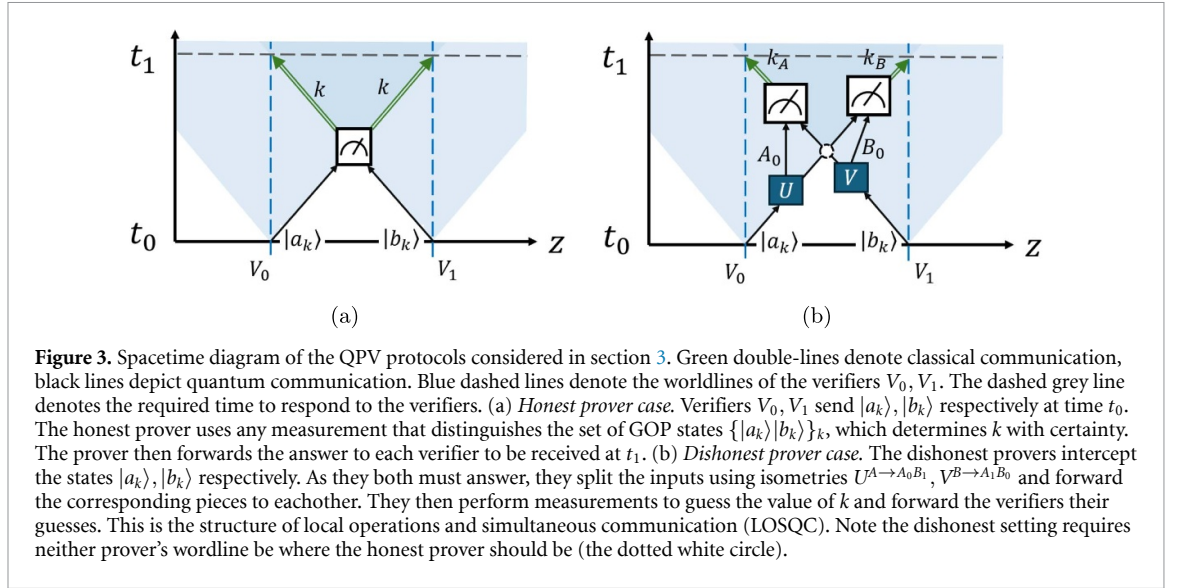 t₁
k
k
t₀
|aₖ⟩
|bₖ⟩
Z
V₀
V₁
(a)
t₁
k_A
k_B
A₀
B₀
U
V
t₀
|aₖ⟩
|bₖ⟩
Z
V₀
V₁
(b)
Figure 3. Spacetime diagram of the QPV protocols considered in section 3. Green double-lines denote classical communication,
black lines depict quantum communication. Blue dashed lines denote the worldlines of the verifiers V₀, V₁. The dashed grey line
denotes the required time to respond to the verifiers. (a) Honest prover case. Verifiers V₀, V₁ send |aₖ⟩, |bₖ⟩ respectively at time t₀.
The honest prover uses any measurement that distinguishes the set of GOP states {|aₖ⟩|bₖ⟩}ₖ, which determines k with certainty.
The prover then forwards the answer to each verifier to be received at t₁. (b) Dishonest prover case. The dishonest provers intercept
the states |aₖ⟩, |bₖ⟩ respectively. As they both must answer, they split the inputs using isometries U^{A→A₀B₁}, V^{B→A₁B₀} and forward
the corresponding pieces to eachother. They then perform measurements to guess the value of k and forward the verifiers their
guesses. This is the structure of local operations and simultaneous communication (LOSQC). Note the dishonest setting requires
neither prover's wordline be where the honest prover should be (the dotted white circle).